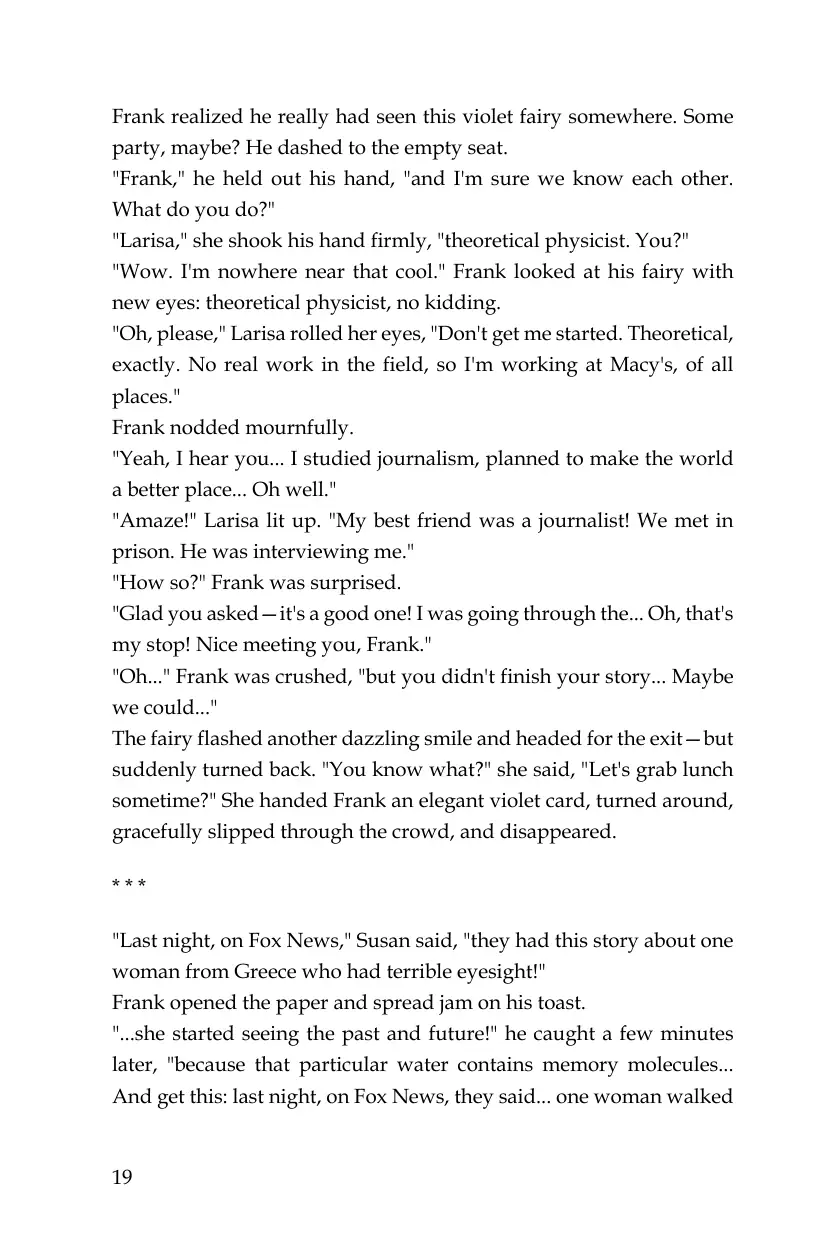 Frank realized he really had seen this violet fairy somewhere. Some
party, maybe? He dashed to the empty seat.
"Frank," he held out his hand, "and I'm sure we know each other.
What do you do?"
"Larisa," she shook his hand firmly, "theoretical physicist. You?"
"Wow. I'm nowhere near that cool." Frank looked at his fairy with
new eyes: theoretical physicist, no kidding.
"Oh, please," Larisa rolled her eyes, "Don't get me started. Theoretical,
exactly. No real work in the field, so I'm working at Macy's, of all
places."
Frank nodded mournfully.
"Yeah, I hear you... I studied journalism, planned to make the world
a better place... Oh well."
"Amaze!" Larisa lit up. "My best friend was a journalist! We met in
prison. He was interviewing me."
"How so?" Frank was surprised.
"Glad you asked—it's a good one! I was going through the... Oh, that's
my stop! Nice meeting you, Frank."
"Oh..." Frank was crushed, "but you didn't finish your story... Maybe
we could..."
The fairy flashed another dazzling smile and headed for the exit—but
suddenly turned back. "You know what?" she said, "Let's grab lunch
sometime?" She handed Frank an elegant violet card, turned around,
gracefully slipped through the crowd, and disappeared.
* * *
"Last night, on Fox News," Susan said, "they had this story about one
woman from Greece who had terrible eyesight!"
Frank opened the paper and spread jam on his toast.
"...she started seeing the past and future!" he caught a few minutes
later, "because that particular water contains memory molecules...
And get this: last night, on Fox News, they said... one woman walked
19